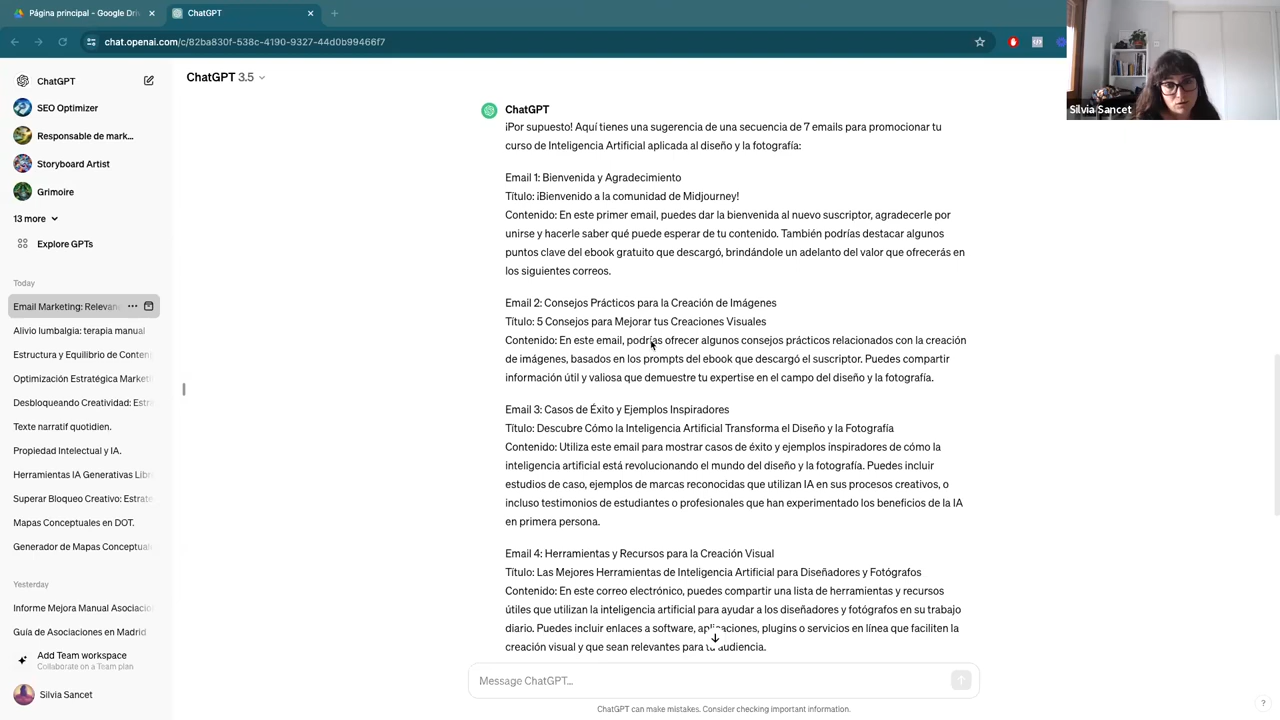 Página principal - Google Dri
ChatGPT
chat.openai.com/c/82ba830f-538c-4190-9327-44d0b99466f7
Silvia Sancet
ChatGPT
SEO Optimizer
Responsable de mark...
Storyboard Artist
Grimoire
13 more
Explore GPTs
Today
Email Marketing: Relevan
Alivio lumbalgia: terapia manual
Estructura y Equilibrio de Conten
Optimización Estratégica Marketi
Desbloqueando Creatividad: Estr
Texte narratif quotidien.
Propiedad Intelectual y IA.
Herramientas IA Generativas Libr
Superar Bloqueo Creativo: Estrate
Mapas Conceptuales en DOT.
Generador de Mapas Conceptua
Yesterday
Informe Mejora Manual Asociacio
Guía de Asociaciones en Madrid
Add Team workspace
Collaborate on a Team plan
Silvia Sancet
ChatGPT 3.5
ChatGPT
¡Por supuesto! Aquí tienes una sugerencia de una secuencia de 7 emails para promocionar tu
curso de Inteligencia Artificial aplicada al diseño y la fotografía:
Email 1: Bienvenida y Agradecimiento
Título: ¡Bienvenido a la comunidad de Midjourney!
Contenido: En este primer email, puedes dar la bienvenida al nuevo suscriptor, agradecerle por
unirse y hacerle saber qué puede esperar de tu contenido. También podrías destacar algunos
puntos clave del ebook gratuito que descargó, brindándole un adelanto del valor que ofrecerás en
los siguientes correos.
Email 2: Consejos Prácticos para la Creación de Imágenes
Título: 5 Consejos para Mejorar tus Creaciones Visuales
Contenido: En este email, podrías ofrecer algunos consejos prácticos relacionados con la creación
de imágenes, basados en los prompts del ebook que descargó el suscriptor. Puedes compartir
información útil y valiosa que demuestre tu expertise en el campo del diseño y la fotografía.
Email 3: Casos de Éxito y Ejemplos Inspiradores
Título: Descubre Cómo la Inteligencia Artificial Transforma el Diseño y la Fotografía
Contenido: Utiliza este email para mostrar casos de éxito y ejemplos inspiradores de cómo la
inteligencia artificial está revolucionando el mundo del diseño y la fotografía. Puedes incluir
estudios de caso, ejemplos de marcas reconocidas que utilizan IA en sus procesos creativos, o
incluso testimonios de estudiantes o profesionales que han experimentado los beneficios de la IA
en primera persona.
Email 4: Herramientas y Recursos para la Creación Visual
Título: Las Mejores Herramientas de Inteligencia Artificial para Diseñadores y Fotógrafos
Contenido: En este correo electrónico, puedes compartir una lista de herramientas y recursos
útiles que utilizan la inteligencia artificial para ayudar a los diseñadores y fotógrafos en su trabajo
diario. Puedes incluir enlaces a software, aplicaciones, plugins o servicios en línea que faciliten la
creación visual y que sean relevantes para tu audiencia.
Message ChatGPT...
ChatGPT can make mistakes. Consider checking important information.
?